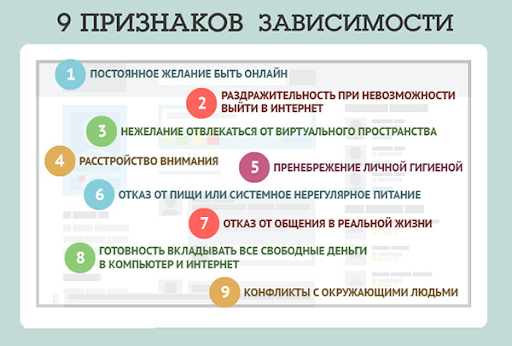 9 ПРИЗНАКОВ ЗАВИСИМОСТИ
1 ПОСТОЯННОЕ ЖЕЛАНИЕ БЫТЬ ОНЛАЙН
2 РАЗДРАЖИТЕЛЬНОСТЬ ПРИ НЕВОЗМОЖНОСТИ
ВЫЙТИ В ИНТЕРНЕТ
3 НЕЖЕЛАНИЕ ОТВЛЕКАТЬСЯ ОТ ВИРТУАЛЬНОГО ПРОСТРАНСТВА
4 РАССТРОЙСТВО ВНИМАНИЯ
5 ПРЕНЕБРЕЖЕНИЕ ЛИЧНОЙ ГИГИЕНОЙ
6 ОТКАЗ ОТ ПИЩИ ИЛИ СИСТЕМНОЕ НЕРЕГУЛЯРНОЕ ПИТАНИЕ
7 ОТКАЗ ОТ ОБЩЕНИЯ В РЕАЛЬНОЙ ЖИЗНИ
8 ГОТОВНОСТЬ ВКЛАДЫВАТЬ ВСЕ СВОБОДНЫЕ ДЕНЬГИ
В КОМПЬЮТЕР И ИНТЕРНЕТ
9 КОНФЛИКТЫ С ОКРУЖАЮЩИМИ ЛЮДЬМИ